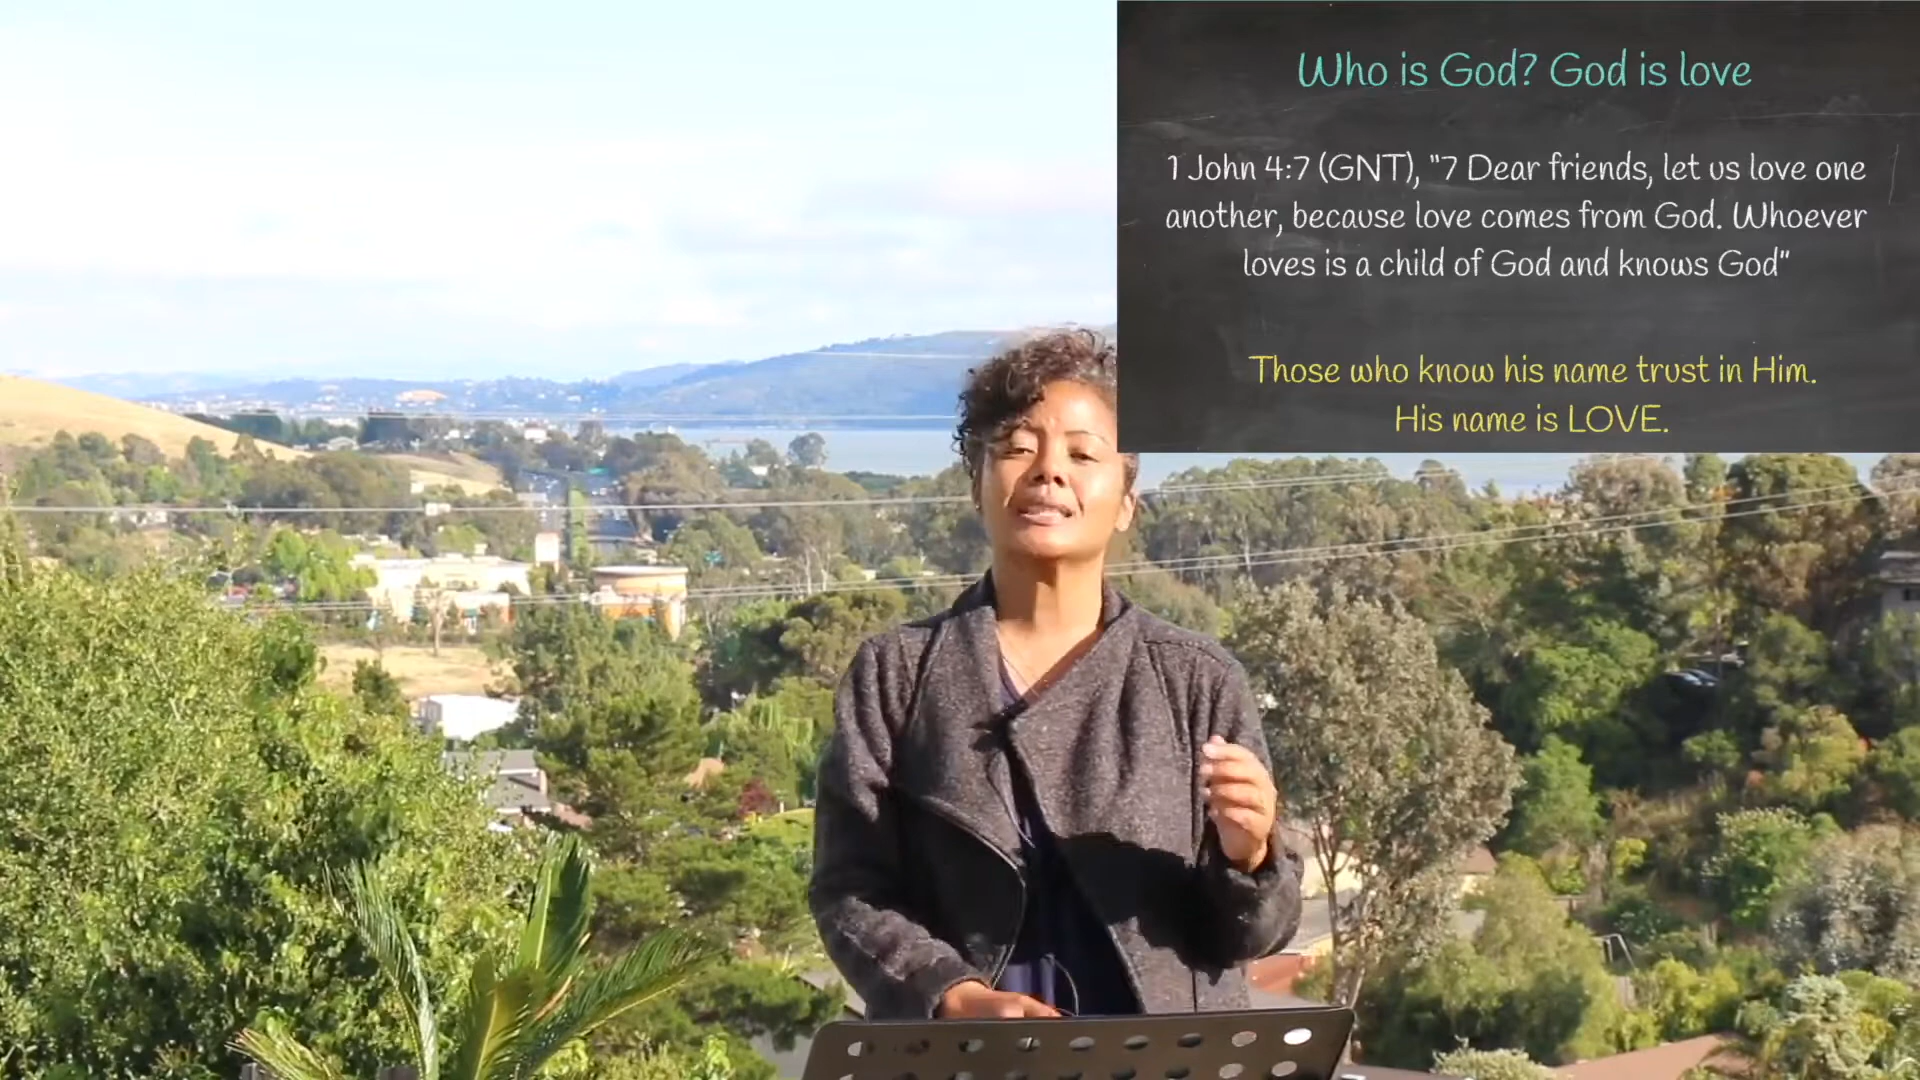 Who is God? God is love
1 John 4:7 (GNT), "7 Dear friends, let us love one
another, because love comes from God. Whoever
loves is a child of God and knows God"
Those who know his name trust in Him.
His name is LOVE.